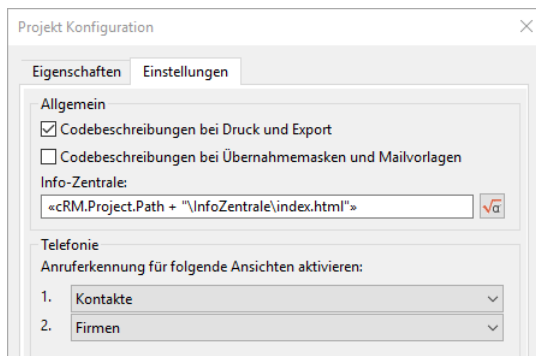 Projekt Konfiguration
Eigenschaften Einstellungen
Allgemein
Codebeschreibungen bei Druck und Export
Codebeschreibungen bei Übernahmemasken und Mailvorlagen
Info-Zentrale:
«cRM.Project.Path + "\InfoZentrale\index.html"»
√α
Telefonie
Anruferkennung für folgende Ansichten aktivieren:
1. Kontakte
2. Firmen